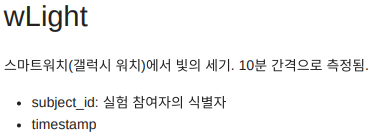 wLight
스마트워치(갤럭시 워치)에서 빛의 세기. 10분 간격으로 측정됨.
• subject_id: 실험 참여자의 식별자
• timestamp